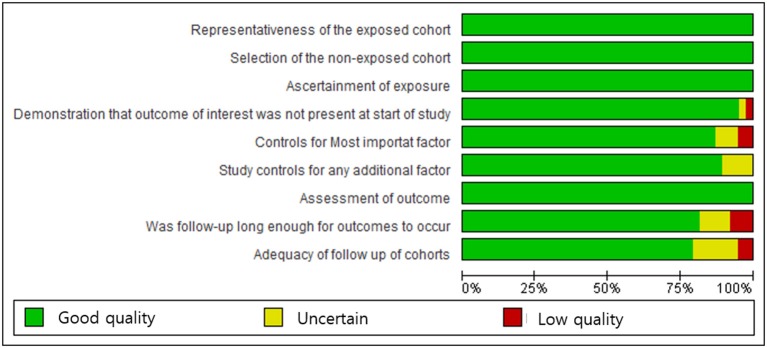 Representativeness of the exposed cohort
Selection of the non-exposed cohort
Ascertainment of exposure
Demonstration that outcome of interest was not present at start of study
Controls for Most importat factor
Study controls for any additional factor
Assessment of outcome
Was follow-up long enough for outcomes to occur
Adequacy of follow up of cohorts
0% 25% 50% 75% 100%
Good quality Uncertain Low quality